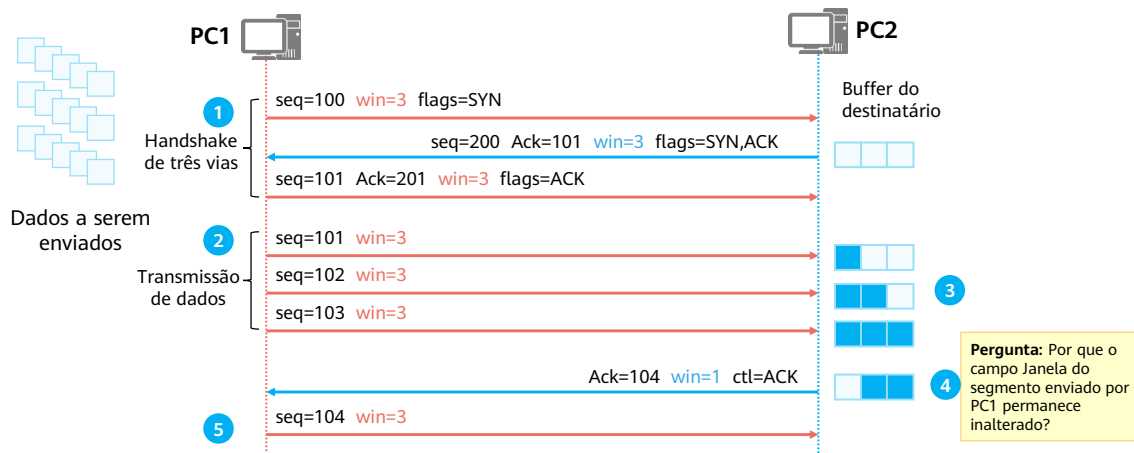 PC1
PC2
Dados a serem
enviados
1
Handshake
de três vias
seq=100 win=3 flags=SYN
seq=200 Ack=101 win=3 flags=SYN,ACK
seq=101 Ack=201 win=3 flags=ACK
Buffer do
destinatário
2
Transmissão
de dados
seq=101 win=3
seq=102 win=3
seq=103 win=3
3
Ack=104 win=1 ctl=ACK
4
Pergunta: Por que o
campo Janela do
segmento enviado por
PC1 permanece
inalterado?
5
seq=104 win=3